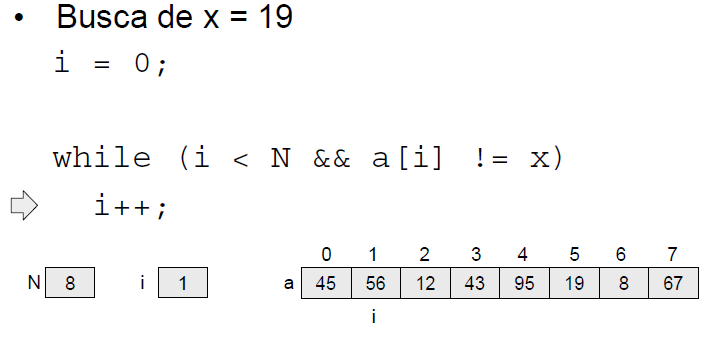 • Busca de x = 19
i = 0;
while (i < N && a[i] != x)
i++;
0 1 2 3 4 5 6 7
N 8 i 1 a 45 56 12 43 95 19 8 67
i